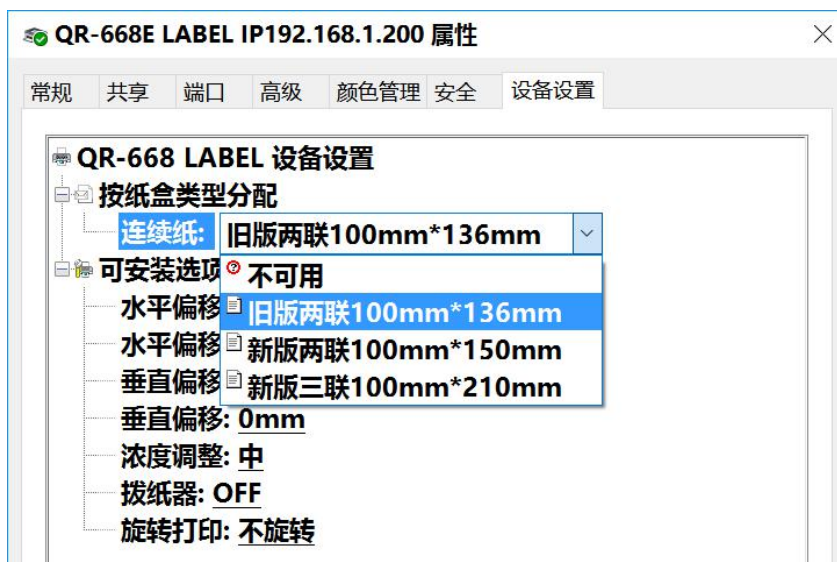 QR-668E LABEL IP192.168.1.200 属性
常规 共享 端口 高级 颜色管理 安全 设备设置
QR-668 LABEL 设备设置
按纸盒类型分配
连续纸: 旧版两联100mm*136mm
可安装选项
不可用
水平偏移
旧版两联100mm*136mm
水平偏移
新版两联100mm*150mm
垂直偏移
新版三联100mm*210mm
垂直偏移: 0mm
浓度调整: 中
拨纸器: OFF
旋转打印: 不旋转